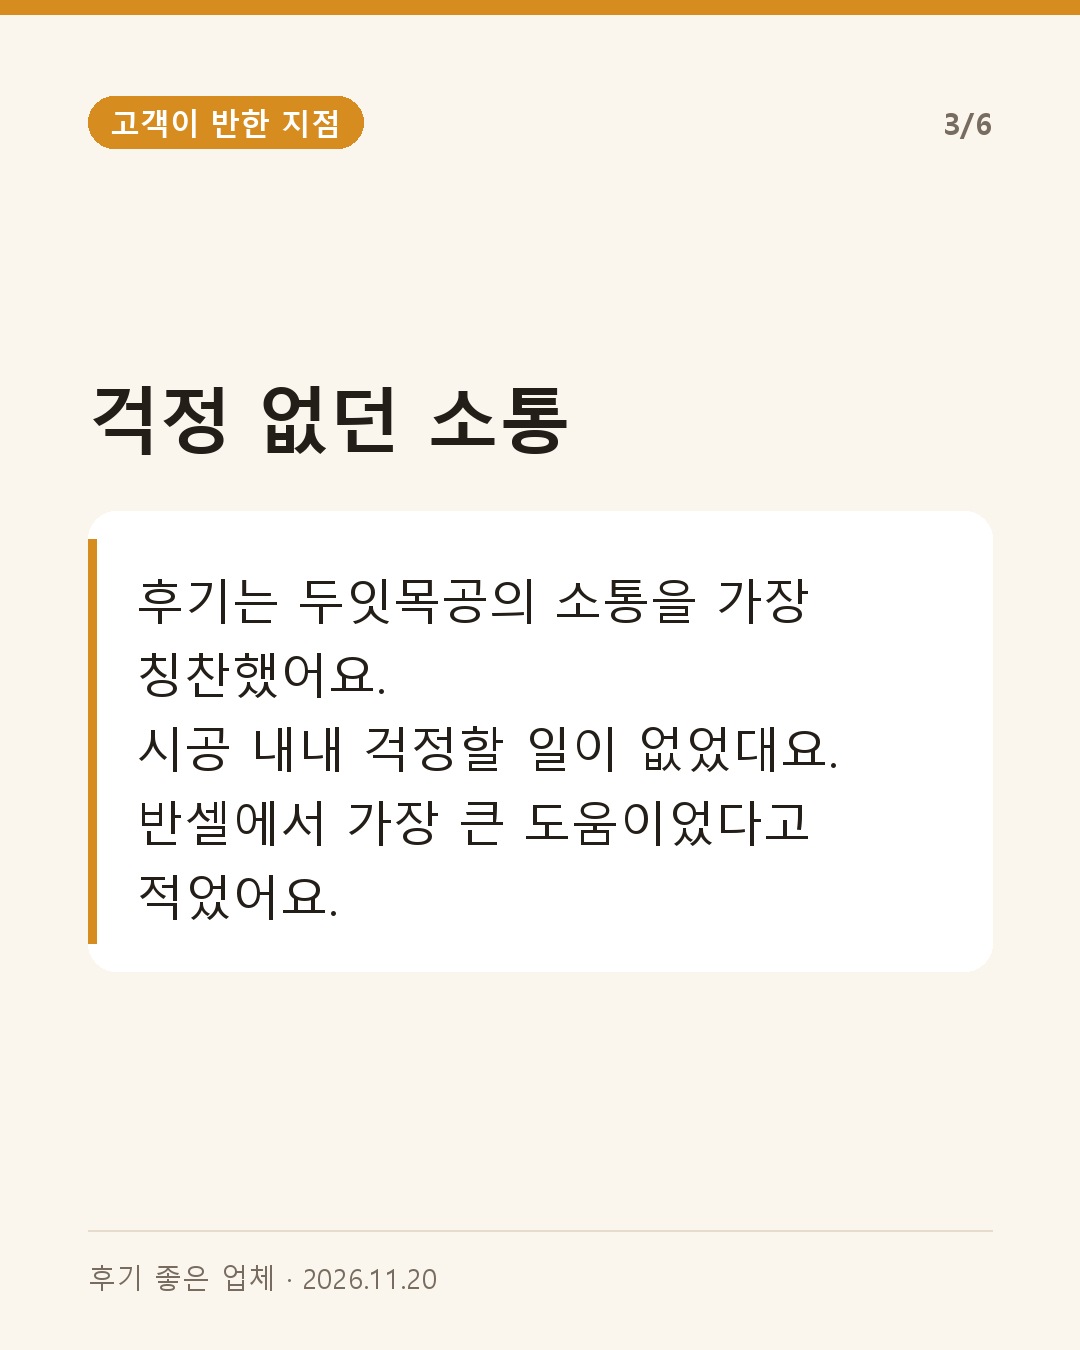 고객이 반한 지점
3/6
걱정 없던 소통
후기는 두잇목공의 소통을 가장
칭찬했어요.
시공 내내 걱정할 일이 없었대요.
반셀에서 가장 큰 도움이었다고
적었어요.
후기 좋은 업체 · 2026.11.20